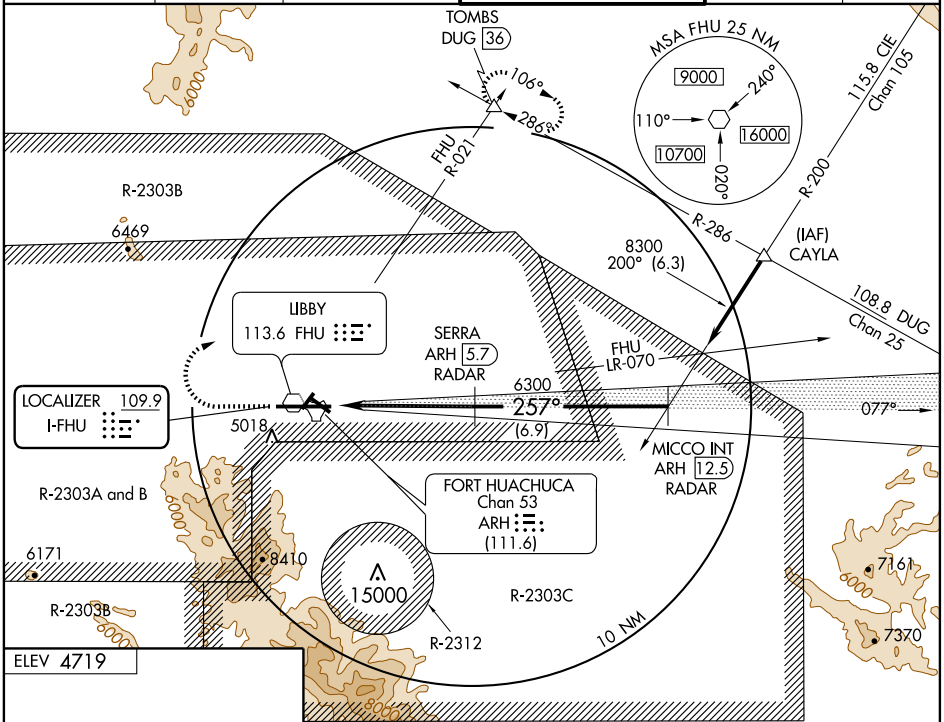 TOMBS
DUG 36
6000
106°
286°
MSA FHU 25 NM
9000
240°
110°
16000
10700
020°
115.8 CIE
Chan 105
R-200
FHU
R-021
R-2303B
6469
R-286
(IAF)
CAYLA
8300
200° (6.3)
108.8 DUG
Chan 25
LIBBY
113.6 FHU
SERRA
ARH 5.7
RADAR
FHU
LR-070
6300
257°
(6.9)
077°
LOCALIZER 109.9
I-FHU
5018
MICCO INT
ARH 12.5
RADAR
R-2303A and B
6000
FORT HUACHUCA
Chan 53
ARH
(111.6)
6171
8410
15000
R-2303C
7161
6000
R-2303B
6000
R-2312
10 NM
7370
ELEV 4719
8000